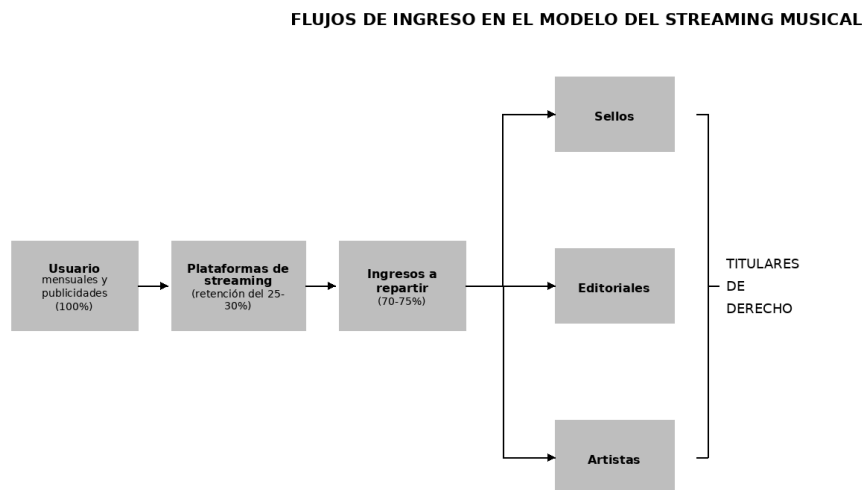 FLUJOS DE INGRESO EN EL MODELO DEL STREAMING MUSICAL
Usuario
mensuales y
publicidades
(100%)
Plataformas de
streaming
(retención del 25-
30%)
Ingresos a
repartir
(70-75%)
Sellos
Editoriales
Artistas
TITULARES
DE
DERECHO